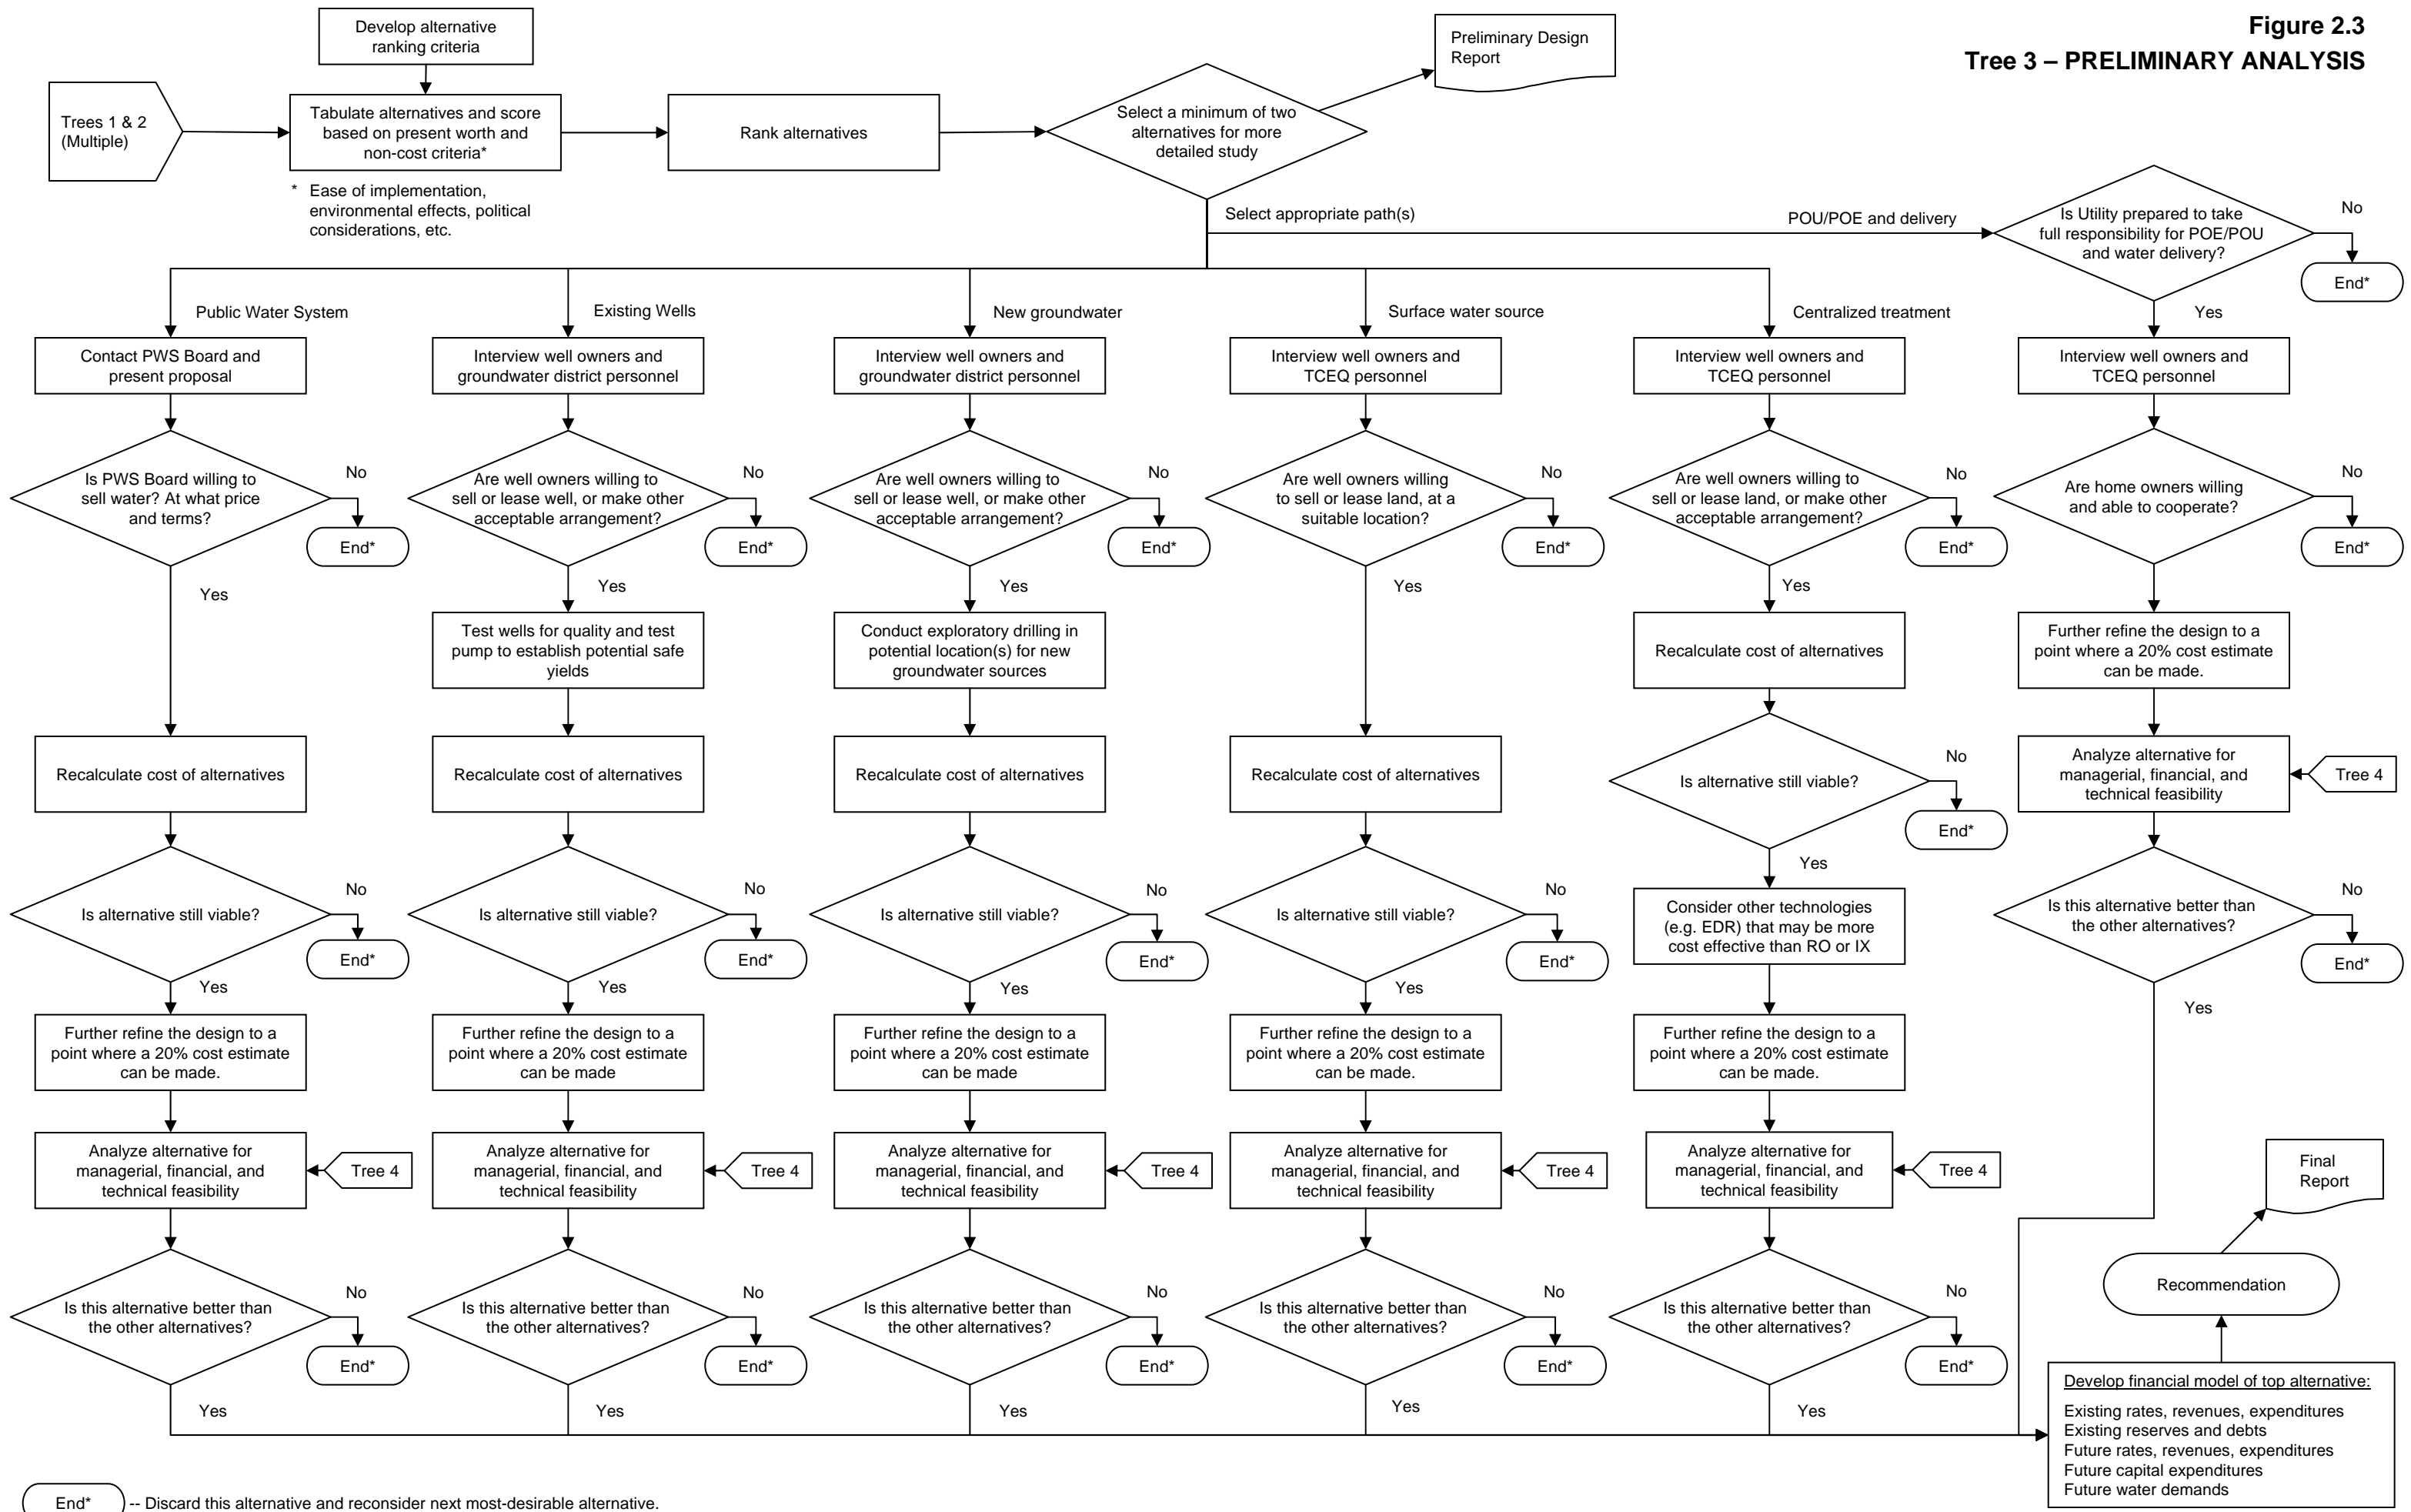 Figure 2.3
Tree 3 – PRELIMINARY ANALYSIS
Develop alternative
ranking criteria
Trees 1 & 2
(Multiple)
Tabulate alternatives and score
based on present worth and
non-cost criteria*
* Ease of implementation,
environmental effects, political
considerations, etc.
Rank alternatives
Select a minimum of two
alternatives for more
detailed study
Preliminary Design
Report
Select appropriate path(s)
POU/POE and delivery
Is Utility prepared to take
full responsibility for POE/POU
and water delivery?
No
End*
Yes
Public Water System
Contact PWS Board and
present proposal
Is PWS Board willing to
sell water? At what price
and terms?
No
End*
Yes
Recalculate cost of alternatives
Is alternative still viable?
No
End*
Yes
Further refine the design to a
point where a 20% cost estimate
can be made.
Analyze alternative for
managerial, financial, and
technical feasibility
Tree 4
Is this alternative better than
the other alternatives?
No
End*
Yes
Existing Wells
Interview well owners and
groundwater district personnel
Are well owners willing to
sell or lease well, or make other
acceptable arrangement?
No
End*
Yes
Test wells for quality and test
pump to establish potential safe
yields
Recalculate cost of alternatives
Is alternative still viable?
No
End*
Yes
Further refine the design to a
point where a 20% cost estimate
can be made
Analyze alternative for
managerial, financial, and
technical feasibility
Tree 4
Is this alternative better than
the other alternatives?
No
End*
Yes
New groundwater
Interview well owners and
groundwater district personnel
Are well owners willing to
sell or lease well, or make other
acceptable arrangement?
No
End*
Yes
Conduct exploratory drilling in
potential location(s) for new
groundwater sources
Recalculate cost of alternatives
Is alternative still viable?
No
End*
Yes
Further refine the design to a
point where a 20% cost estimate
can be made
Analyze alternative for
managerial, financial, and
technical feasibility
Tree 4
Is this alternative better than
the other alternatives?
No
End*
Yes
Surface water source
Interview well owners and
TCEQ personnel
Are well owners willing
to sell or lease land, at a
suitable location?
No
End*
Yes
Recalculate cost of alternatives
Is alternative still viable?
No
End*
Yes
Further refine the design to a
point where a 20% cost estimate
can be made.
Analyze alternative for
managerial, financial, and
technical feasibility
Tree 4
Is this alternative better than
the other alternatives?
No
End*
Yes
Centralized treatment
Interview well owners and
TCEQ personnel
Are well owners willing to
sell or lease land, or make other
acceptable arrangement?
No
End*
Yes
Recalculate cost of alternatives
Is alternative still viable?
No
End*
Yes
Consider other technologies
(e.g. EDR) that may be more
cost effective than RO or IX
Further refine the design to a
point where a 20% cost estimate
can be made.
Analyze alternative for
managerial, financial, and
technical feasibility
Tree 4
Is this alternative better than
the other alternatives?
No
End*
Yes
Interview well owners and
TCEQ personnel
Are home owners willing
and able to cooperate?
No
End*
Further refine the design to a
point where a 20% cost estimate
can be made.
Analyze alternative for
managerial, financial, and
technical feasibility
Tree 4
Is this alternative better than
the other alternatives?
No
End*
Yes
Final
Report
Recommendation
Develop financial model of top alternative:
Existing rates, revenues, expenditures
Existing reserves and debts
Future rates, revenues, expenditures
Future capital expenditures
Future water demands
End* -- Discard this alternative and reconsider next most-desirable alternative.